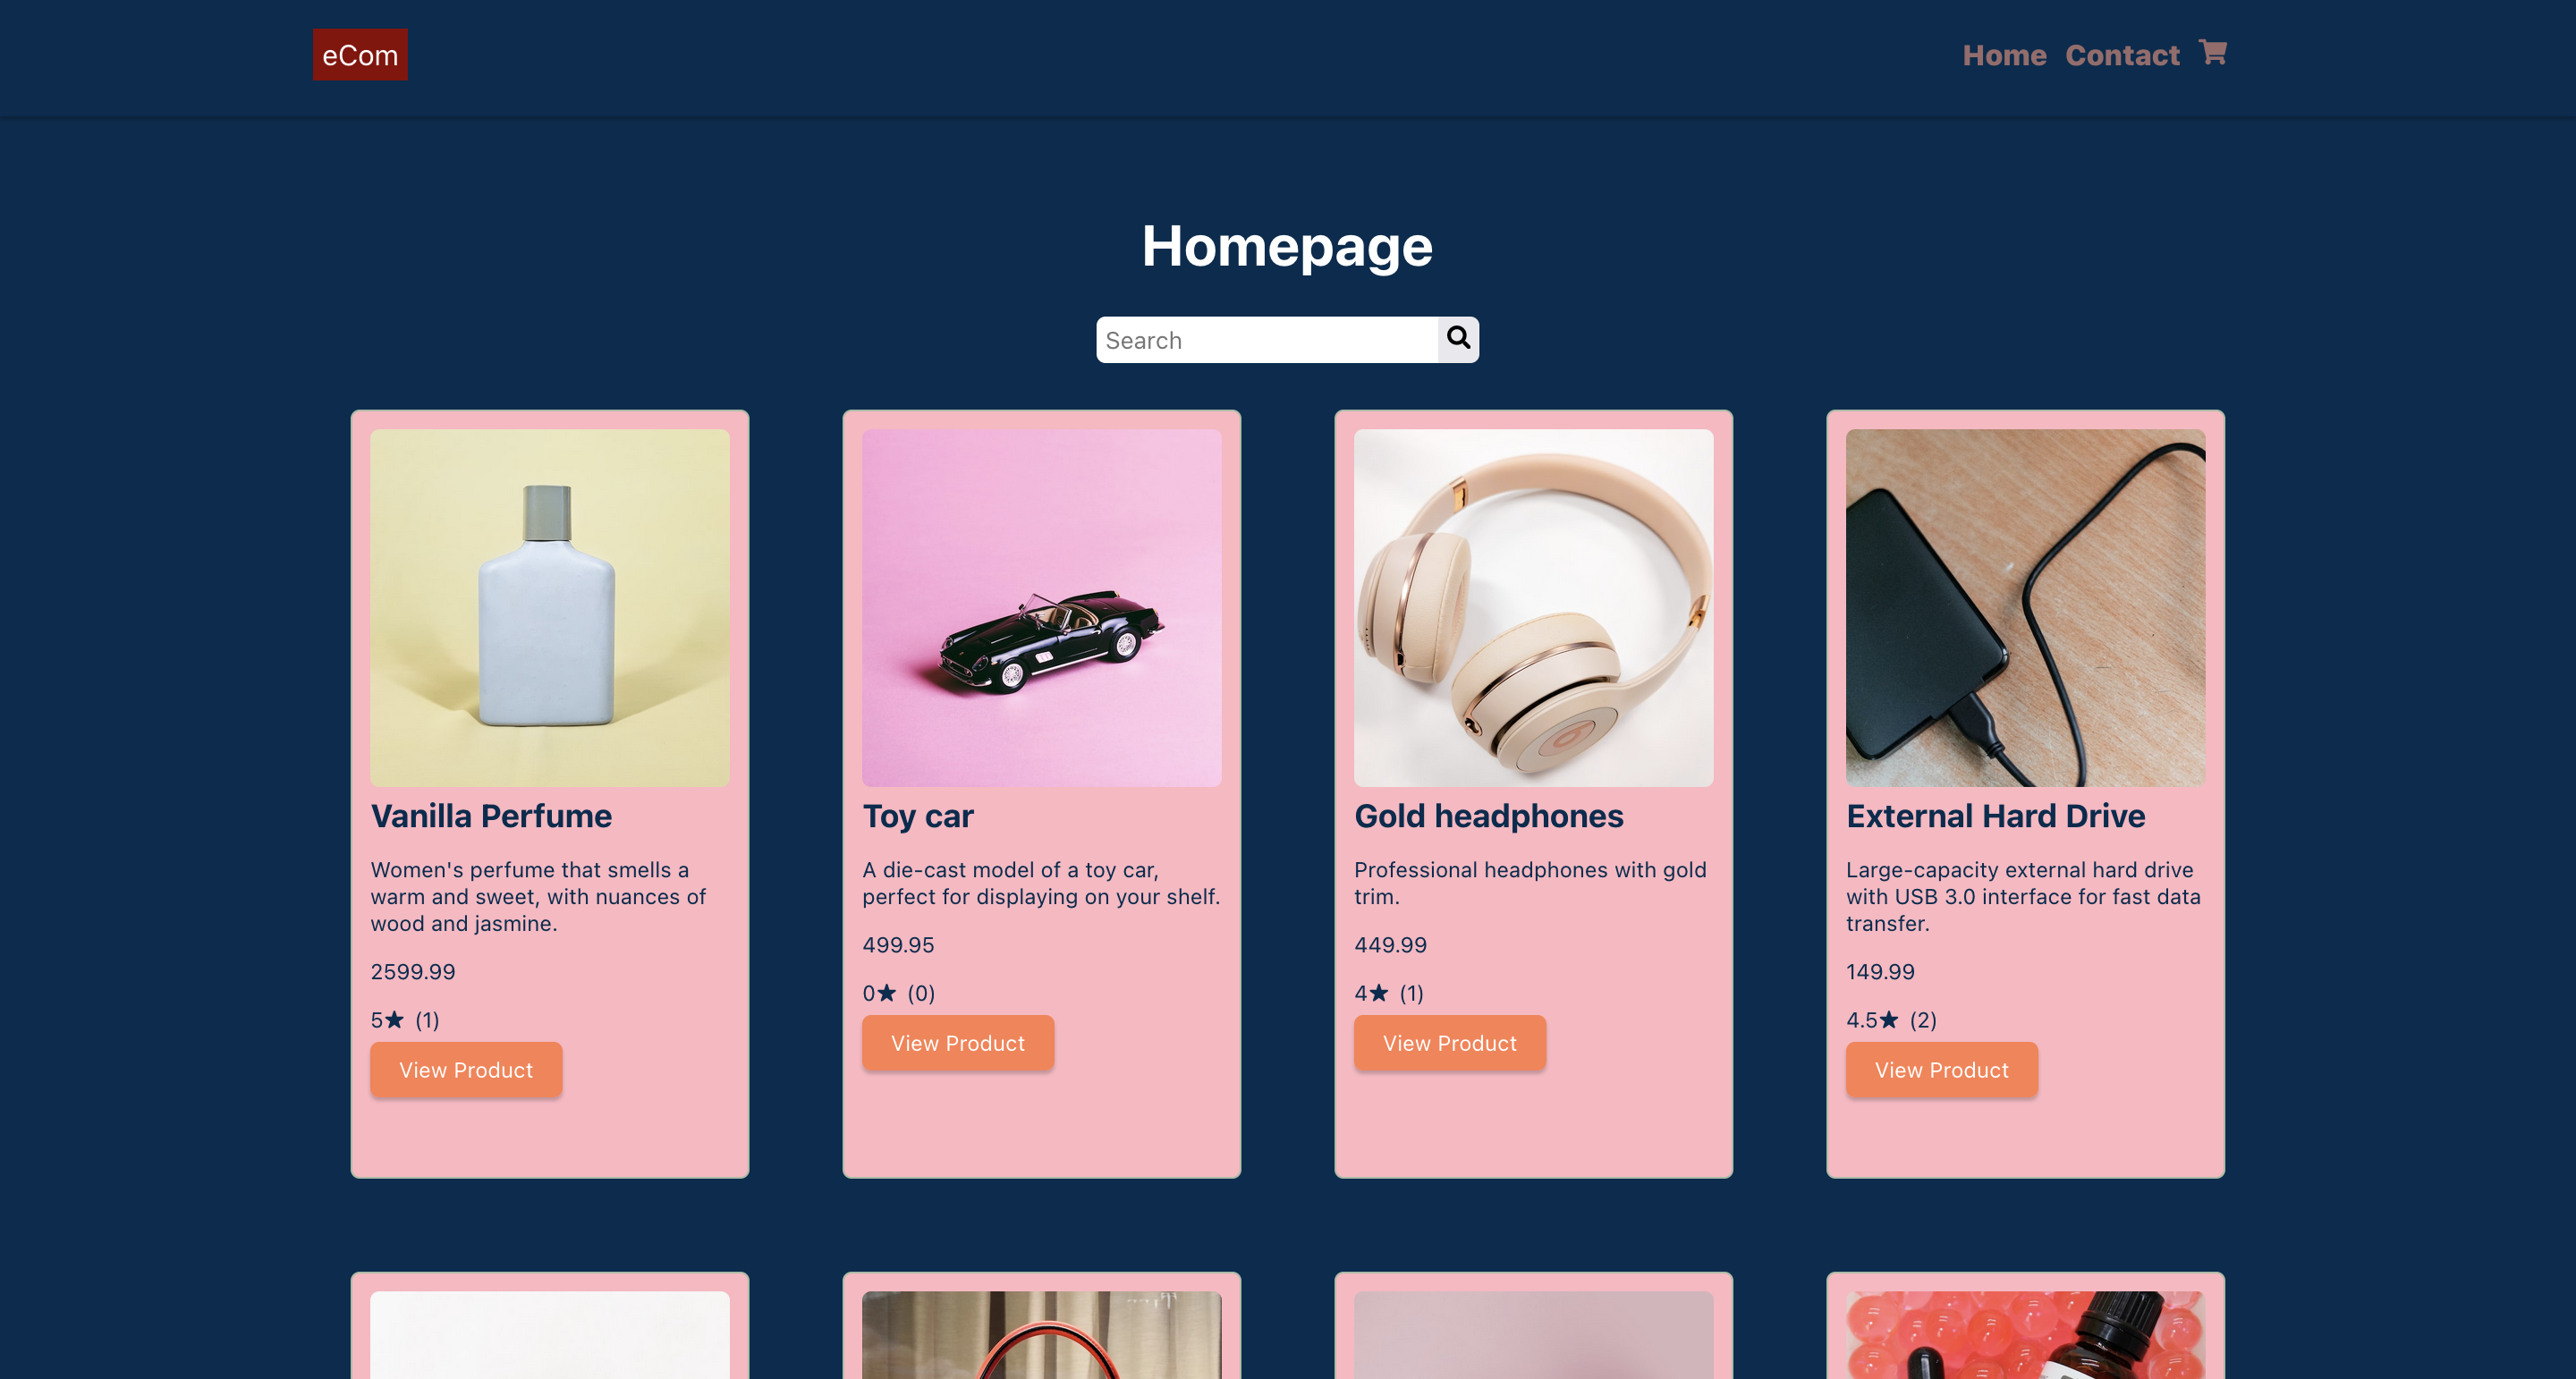 eCom
Home Contact
Homepage
Search
Vanilla Perfume
Women's perfume that smells a
warm and sweet, with nuances of
wood and jasmine.
2599.99
5★ (1)
View Product
Toy car
A die-cast model of a toy car,
perfect for displaying on your shelf.
499.95
0★ (0)
View Product
Gold headphones
Professional headphones with gold
trim.
449.99
4★ (1)
View Product
External Hard Drive
Large-capacity external hard drive
with USB 3.0 interface for fast data
transfer.
149.99
4.5★ (2)
View Product